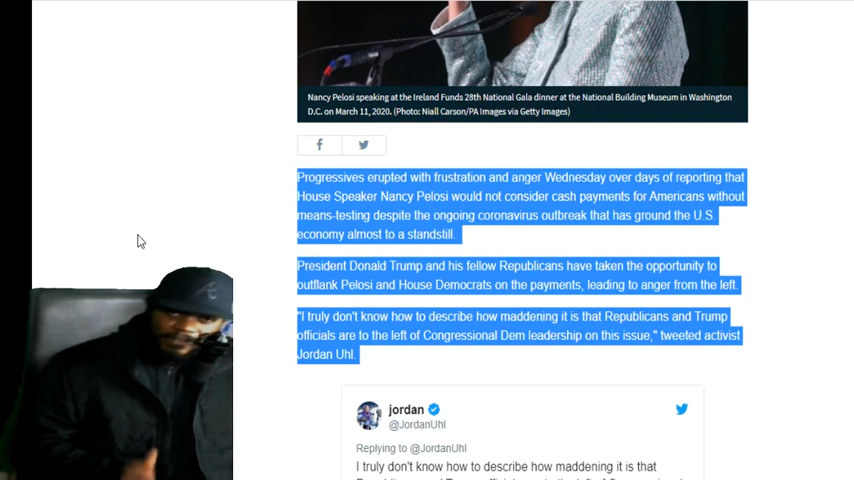 Nancy Pelosi speaking at the Ireland Funds 28th National Gala dinner at the National Building Museum in Washington
D.C. on March 11, 2020. (Photo: Niall Carson/PA Images via Getty Images)
Progressives erupted with frustration and anger Wednesday over days of reporting that
House Speaker Nancy Pelosi would not consider cash payments for Americans without
means-testing despite the ongoing coronavirus outbreak that has ground the U.S.
economy almost to a standstill.
President Donald Trump and his fellow Republicans have taken the opportunity to
outflank Pelosi and House Democrats on the payments, leading to anger from the left.
"I truly don't know how to describe how maddening it is that Republicans and Trump
officials are to the left of Congressional Dem leadership on this issue," tweeted activist
Jordan Uhl.
jordan
@JordanUhl
Replying to @JordanUhl
I truly don't know how to describe how maddening it is that